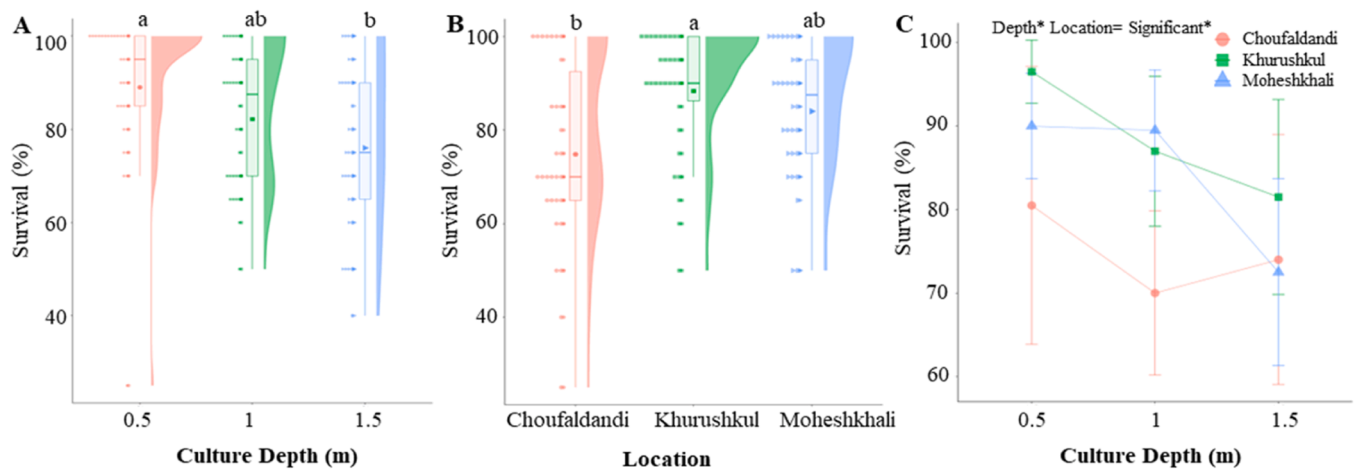 A
a
ab
b
100
80
60
40
Survival (%)
0.5
1
1.5
Culture Depth (m)
B
b
a
ab
100
80
60
40
Survival (%)
Choufaldandi
Khurushkul
Moheshkhali
Location
C
Depth* Location= Significant*
Choufaldandi
Khurushkul
Moheshkhali
100
90
80
70
60
Survival (%)
0.5
1
1.5
Culture Depth (m)